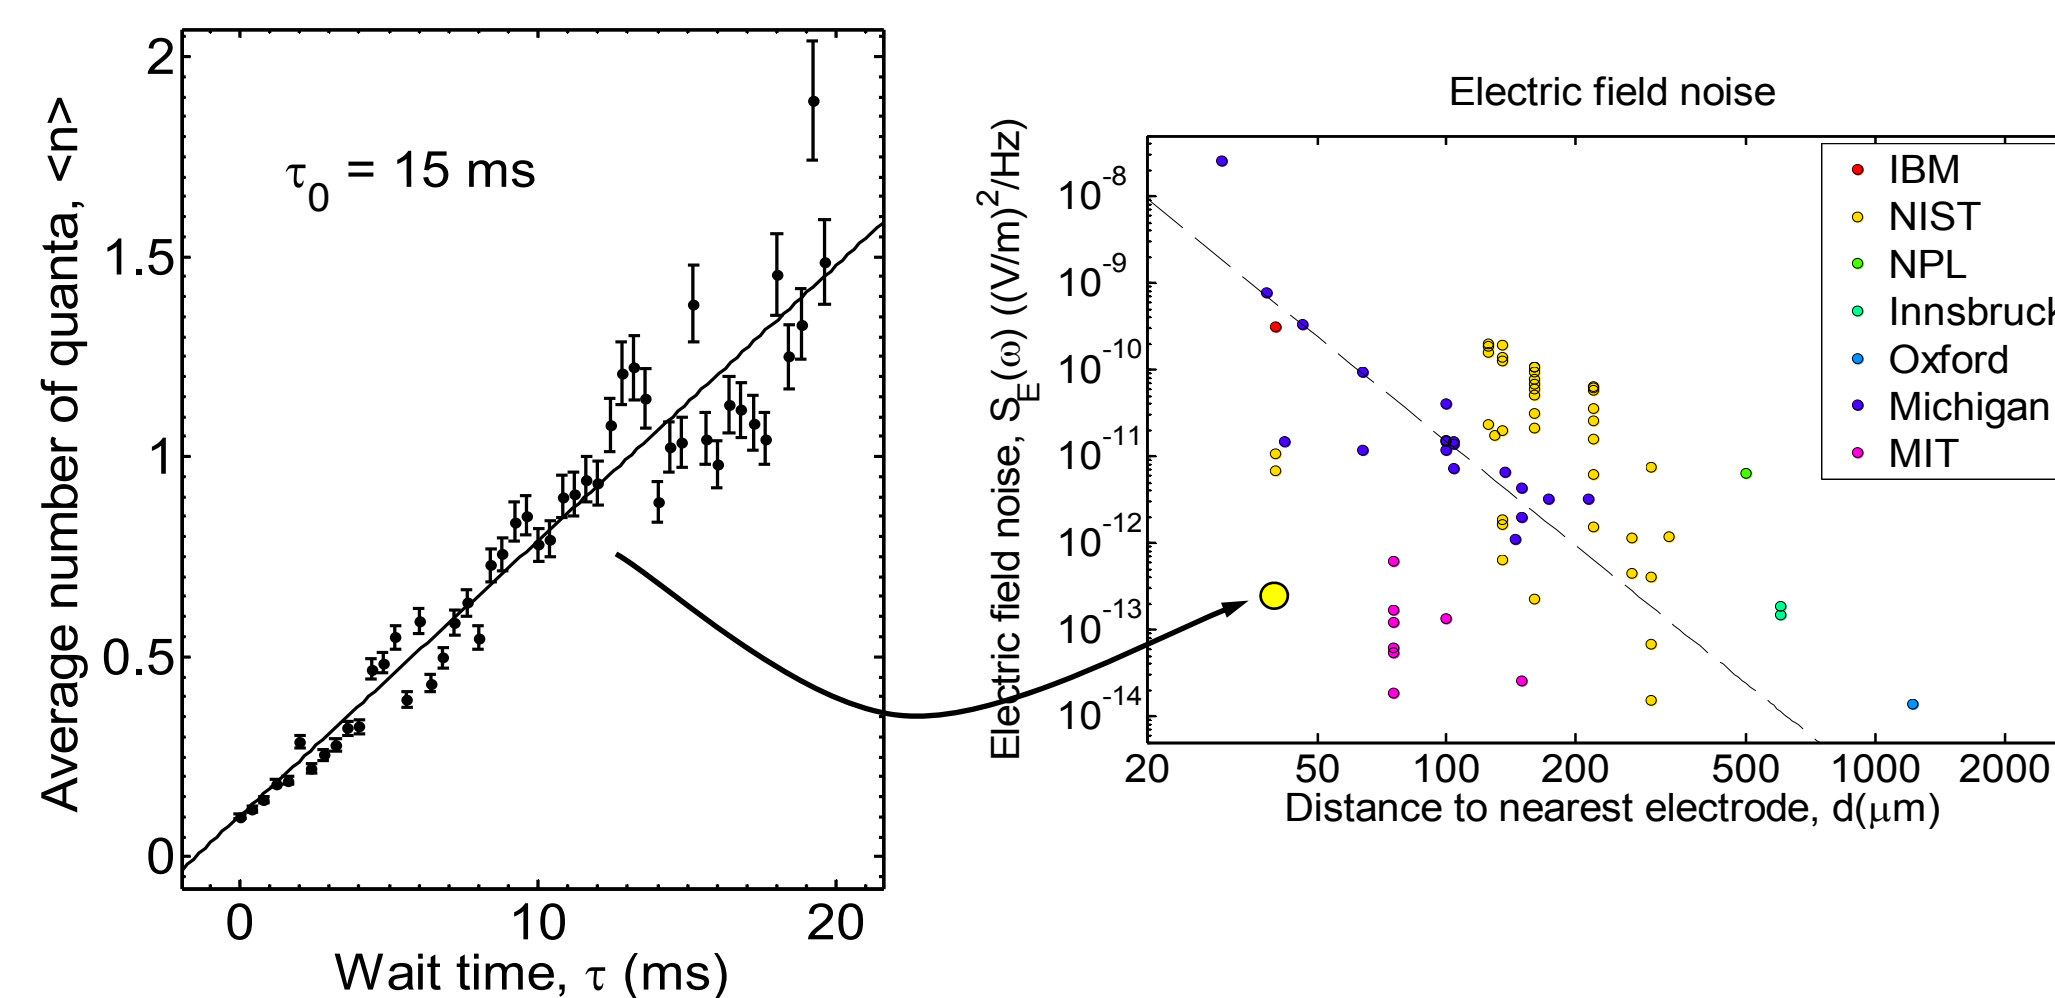 Average number of quanta, <n>
2
1.5
1
0.5
0
τ0 = 15 ms
0 10 20
Wait time, τ (ms)
Electric field noise
Electric field noise, SE(ω) ((V/m)²/Hz)
10-8
10-9
10-10
10-11
10-12
10-13
10-14
20 50 100 200 500 1000 2000
Distance to nearest electrode, d(μm)
IBM
NIST
NPL
Innsbruck
Oxford
Michigan
MIT